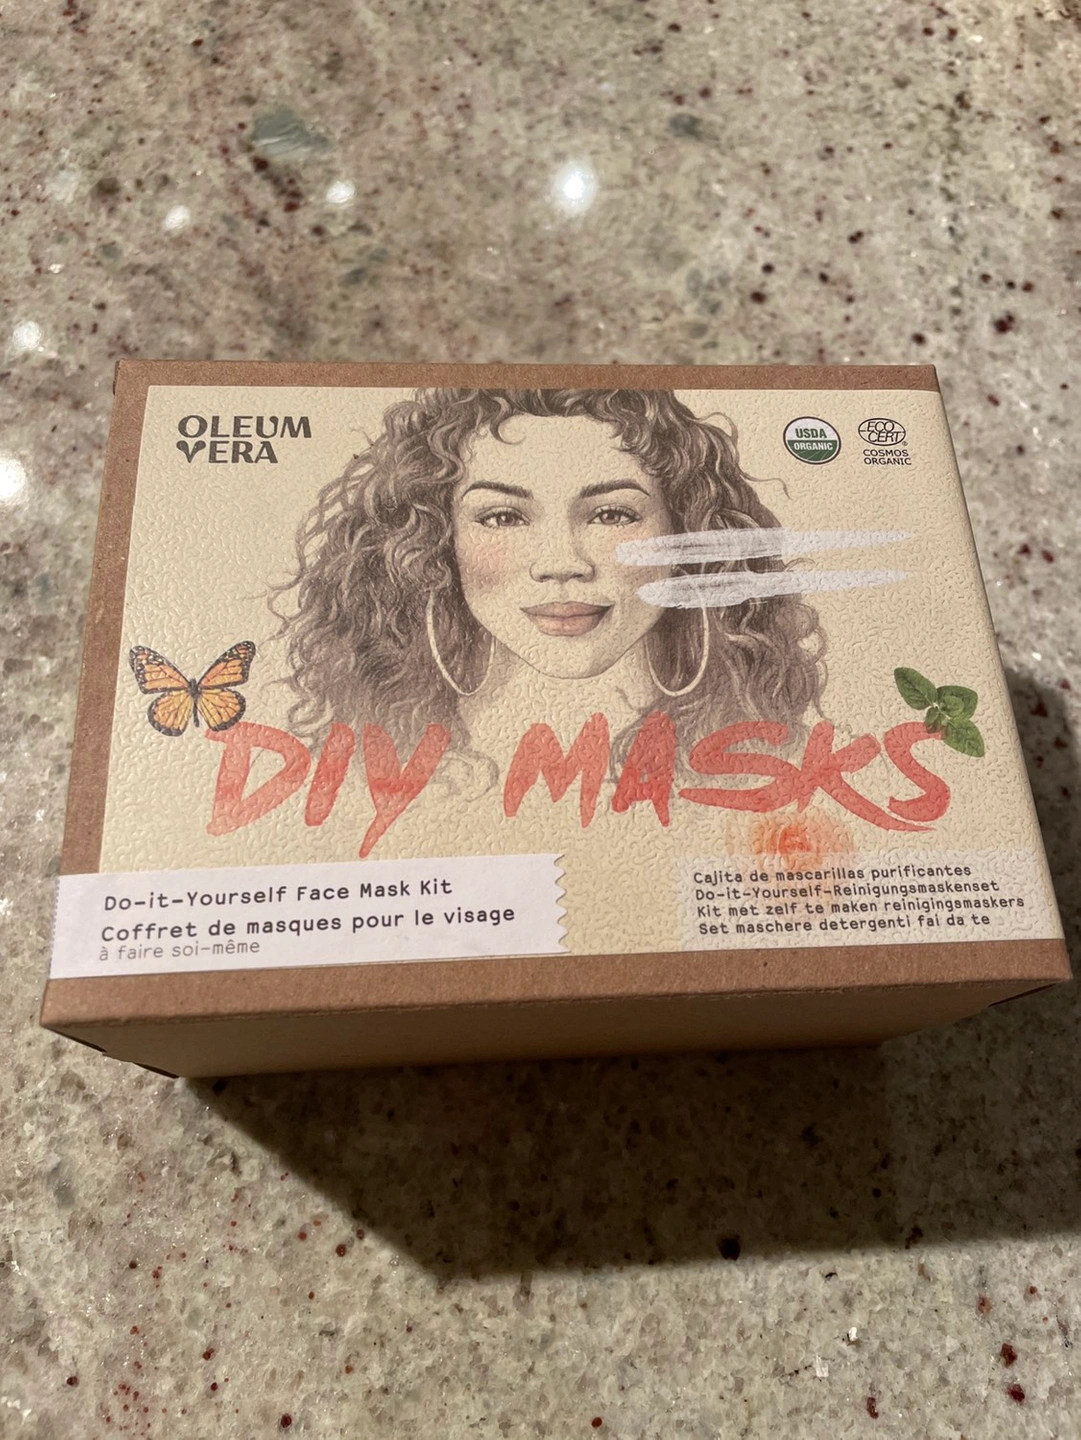 OLEUM
VERA
USDA
ORGANIC
ECO
CERT
COSMOS
ORGANIC
DIY MASKS
Do-it-Yourself Face Mask Kit
Coffret de masques pour le visage
à faire soi-même
Cajita de mascarillas purificantes
Do-it-Yourself-Reinigungsmaskenset
Kit met zelf te maken reinigingsmaskers
Set maschere detergenti fai da te